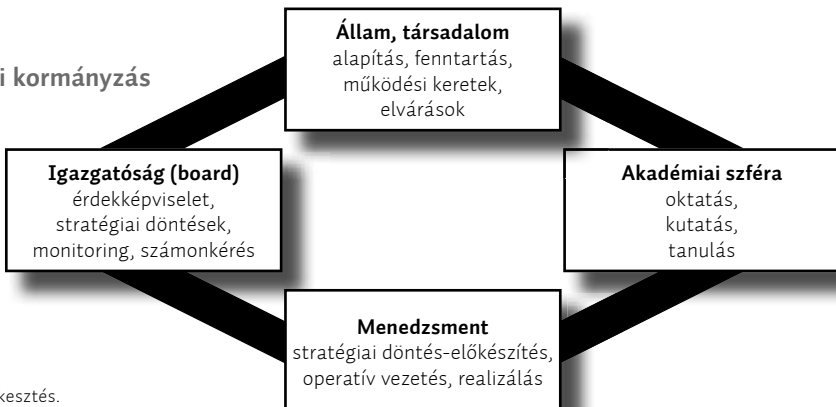 Állam, társadalom
alapítás, fenntartás,
működési keretek,
elvárások
i kormányzás
Igazgatóság (board)
érdekképviselet,
stratégiai döntések,
monitoring, számonkérés
Akadémiai szféra
oktatás,
kutatás,
tanulás
Menedzsment
stratégiai döntés-előkészítés,
operatív vezetés, realizálás
kesztés.